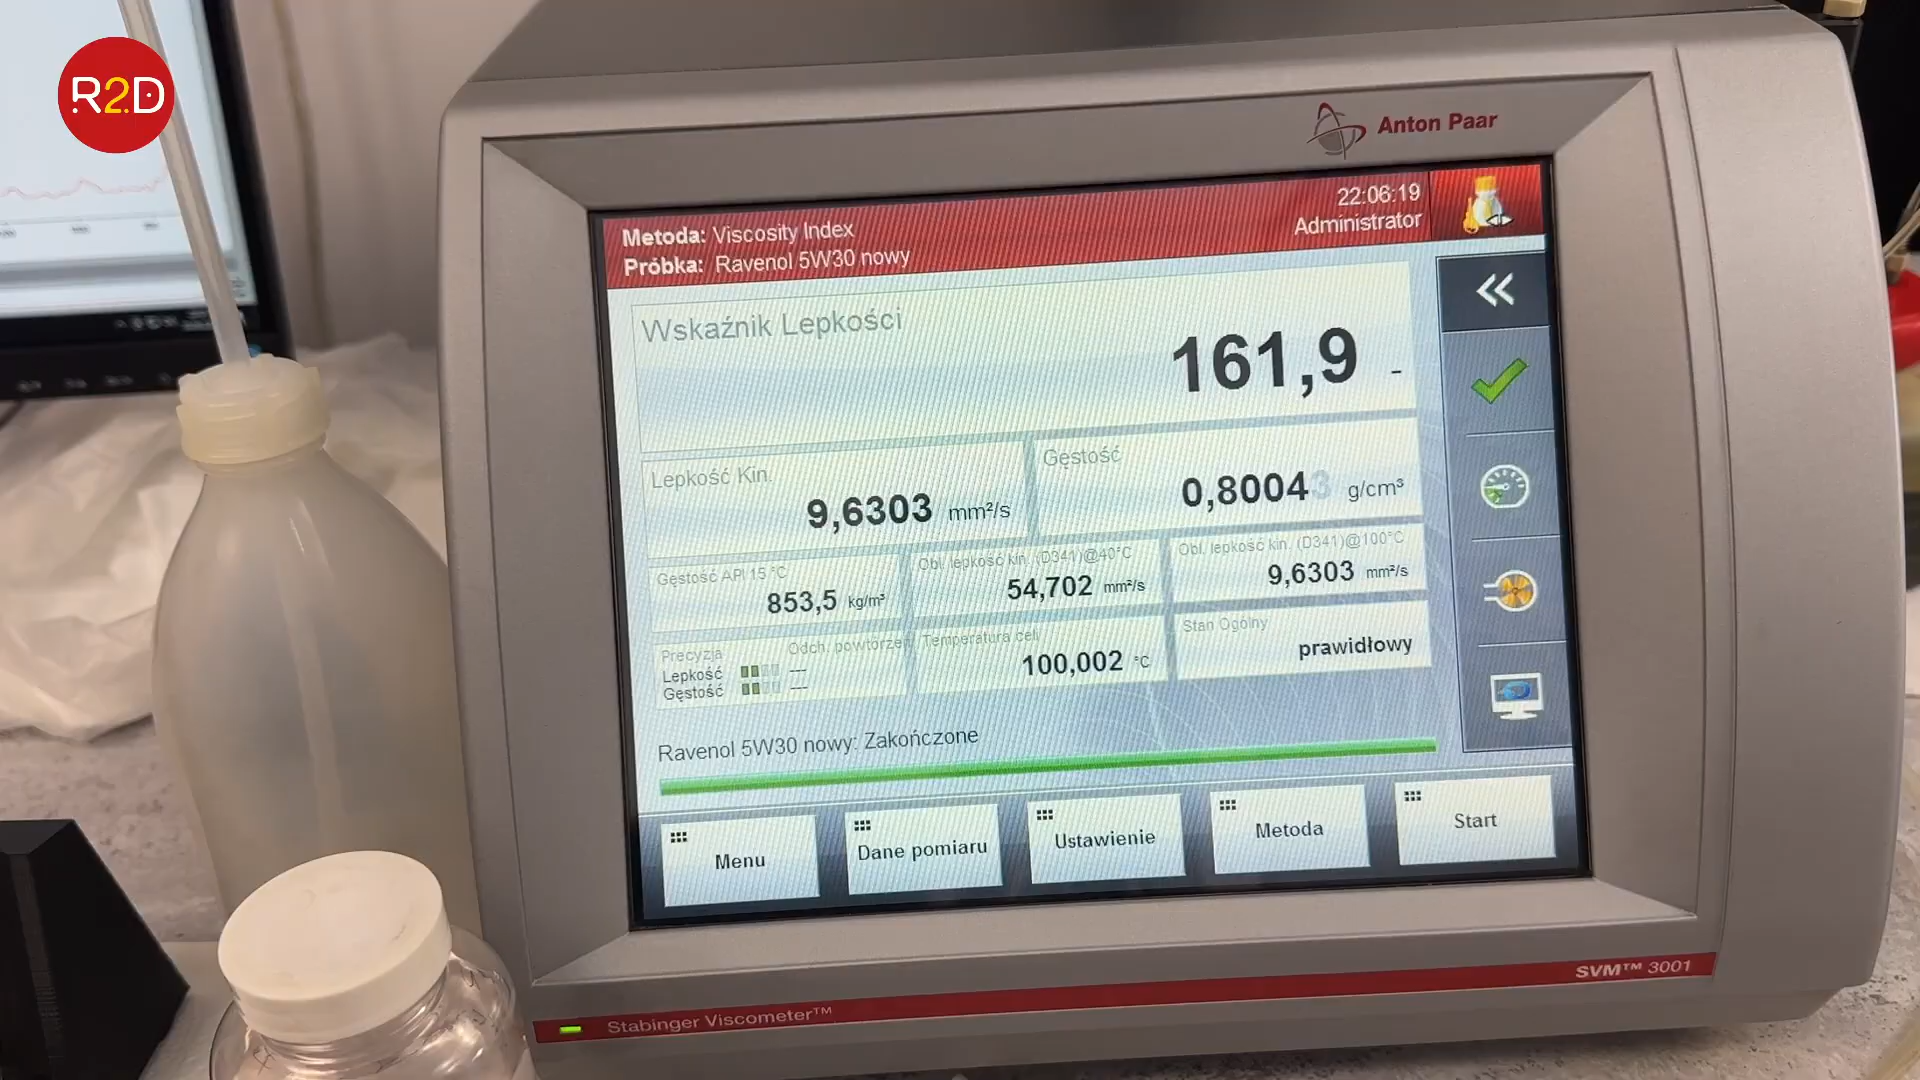 R2D
Anton Paar
22:06:19
Administrator
Metoda: Viscosity Index
Próbka: Ravenol 5W30 nowy
Wskaźnik Lepkości
161,9 -
Lepkość Kin.
9,6303 mm²/s
Gęstość
0,80043 g/cm³
Gęstość API 15 °C
853,5 kg/m³
Obl. lepkość kin. (D341)@40°C
54,702 mm²/s
Obl. lepkość kin. (D341)@100°C
9,6303 mm²/s
Precyzja Odch. powtórzeń
Lepkość ---
Gęstość ---
Temperatura celi
100,002 °C
Stan Ogólny
prawidłowy
Ravenol 5W30 nowy: Zakończone
Menu
Dane pomiaru
Ustawienie
Metoda
Start
SVM™ 3001
Stabinger Viscometer™